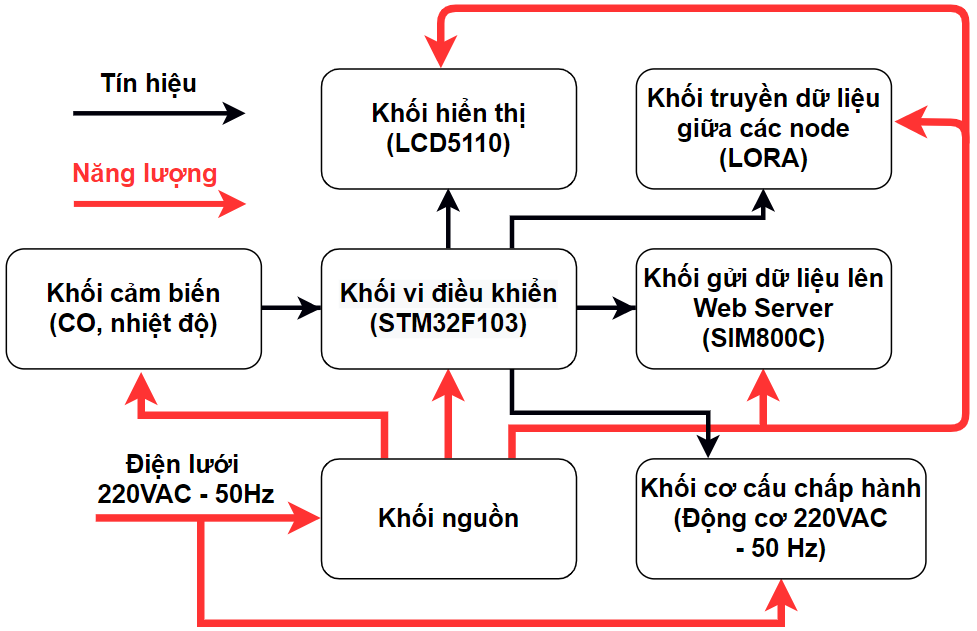 Tín hiệu
Năng lượng
Khối hiển thị
(LCD5110)
Khối truyền dữ liệu
giữa các node
(LORA)
Khối cảm biến
(CO, nhiệt độ)
Khối vi điều khiển
(STM32F103)
Khối gửi dữ liệu lên
Web Server
(SIM800C)
Điện lưới
220VAC - 50Hz
Khối nguồn
Khối cơ cấu chấp hành
(Động cơ 220VAC
- 50 Hz)